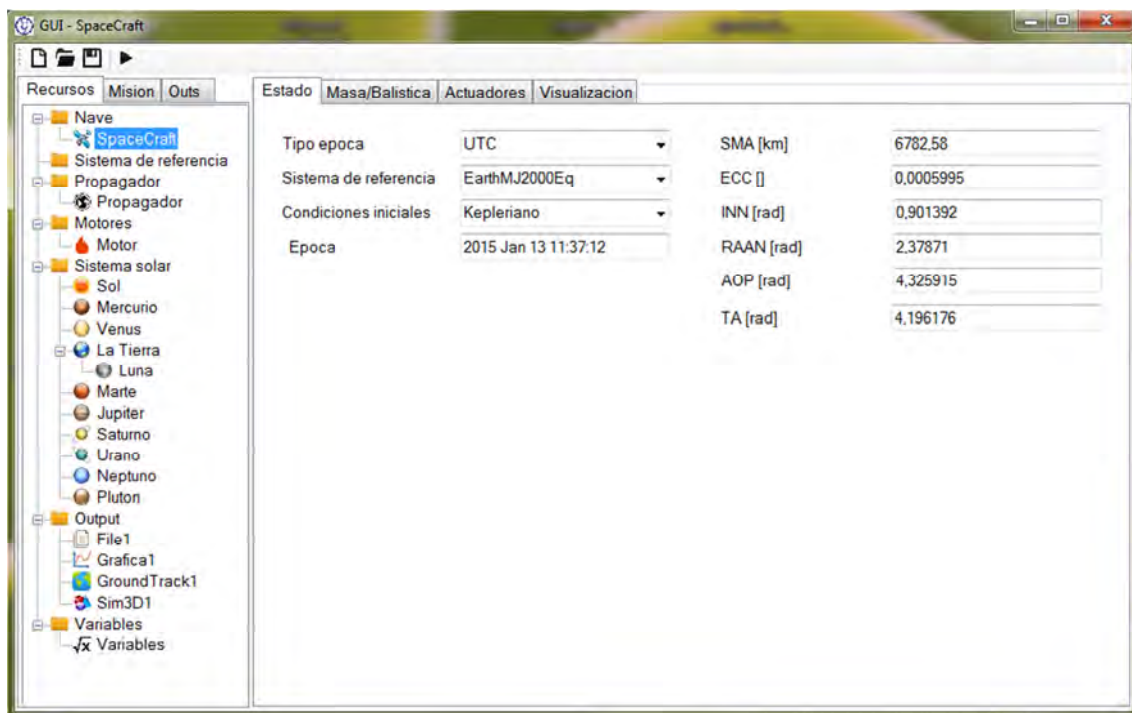 GUI - SpaceCraft
Recursos Mision Outs
Nave
SpaceCraft
Sistema de referencia
Propagador
Propagador
Motores
Motor
Sistema solar
Sol
Mercurio
Venus
La Tierra
Luna
Marte
Jupiter
Saturno
Urano
Neptuno
Pluton
Output
File1
Grafica1
GroundTrack1
Sim3D1
Variables
√x Variables
Estado Masa/Balistica Actuadores Visualizacion
Tipo epoca UTC
Sistema de referencia EarthMJ2000Eq
Condiciones iniciales Kepleriano
Epoca 2015 Jan 13 11:37:12
SMA [km] 6782,58
ECC [] 0,0005995
INN [rad] 0,901392
RAAN [rad] 2,37871
AOP [rad] 4,325915
TA [rad] 4,196176